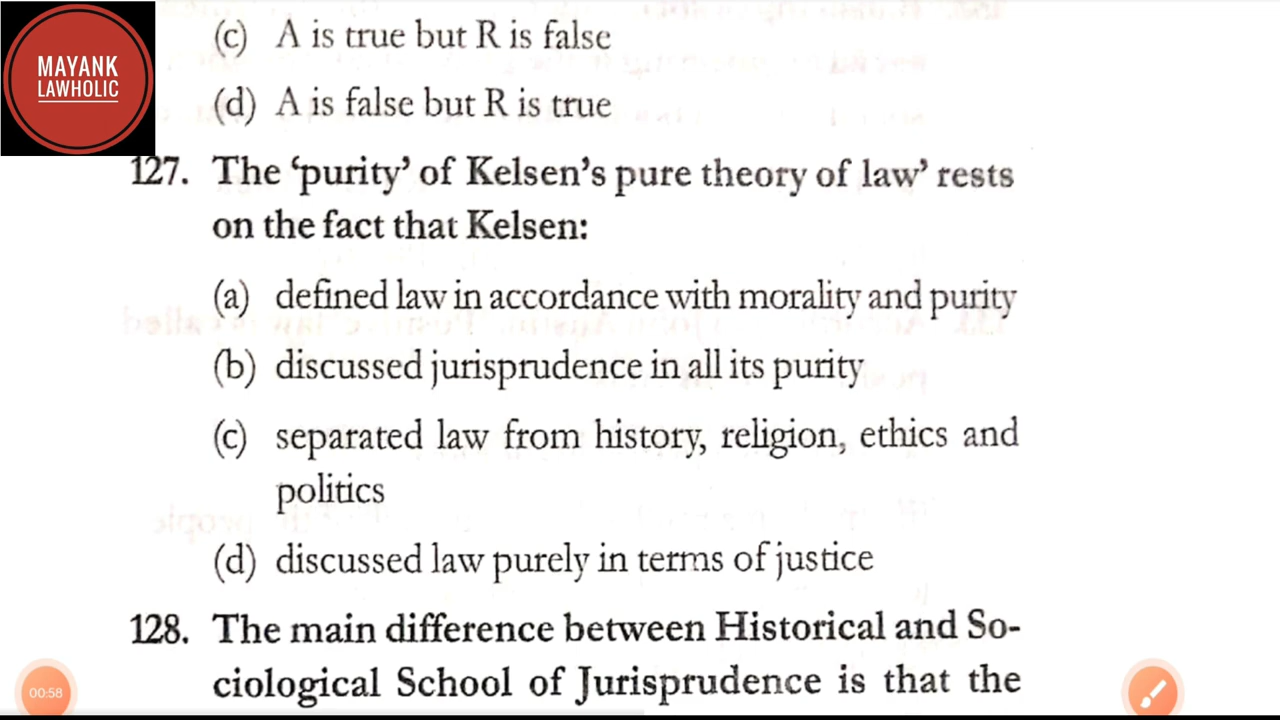 MAYANK
LAWHOLIC
(c) A is true but R is false
(d) A is false but R is true
127. The ‘purity’ of Kelsen’s pure theory of law’ rests
on the fact that Kelsen:
(a) defined law in accordance with morality and purity
(b) discussed jurisprudence in all its purity
(c) separated law from history, religion, ethics and
politics
(d) discussed law purely in terms of justice
128. The main difference between Historical and So-
ciological School of Jurisprudence is that the
00:58